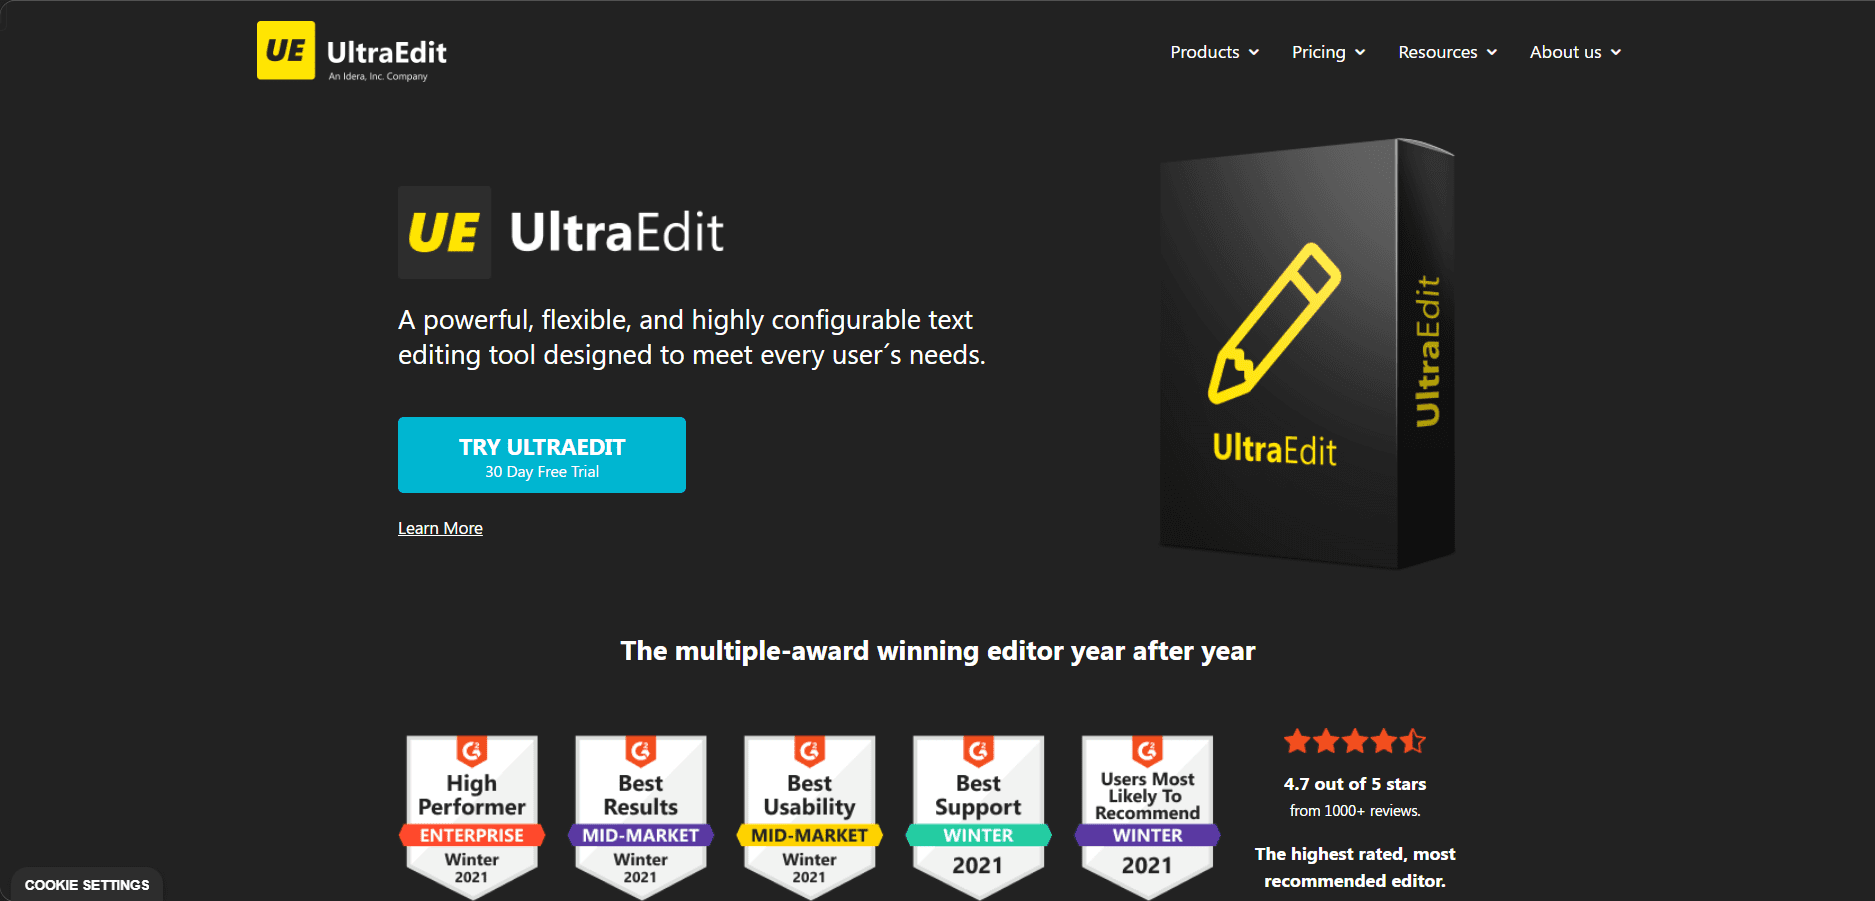 UE UltraEdit
An Idera, Inc. Company
Products Pricing Resources About us
UE UltraEdit
A powerful, flexible, and highly configurable text
editing tool designed to meet every user´s needs.
TRY ULTRAEDIT
30 Day Free Trial
Learn More
UltraEdit
UltraEdit
The multiple-award winning editor year after year
High
Performer
ENTERPRISE
Winter
2021
Best
Results
MID-MARKET
Winter
2021
Best
Usability
MID-MARKET
Winter
2021
Best
Support
WINTER
2021
Users Most
Likely To
Recommend
WINTER
2021
4.7 out of 5 stars
from 1000+ reviews.
The highest rated, most
recommended editor.
COOKIE SETTINGS